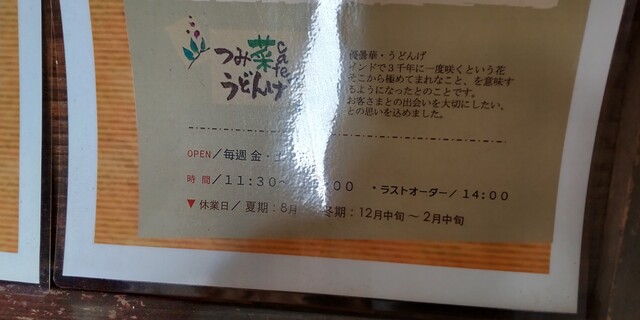 つみ菜
cafe
うどんげ
優曇華・うどんげ
インドで3千年に一度咲くという花
そこから極めてまれなこと、を意味す
るようになったとのことです。
お客さまとの出会いを大切にしたい、
との思いを込めました。
OPEN/毎週 金・土
時 間/11:30~ :00 ・ラストオーダー/14:00
▼休業日/夏期:8月 冬期:12月中旬~2月中旬